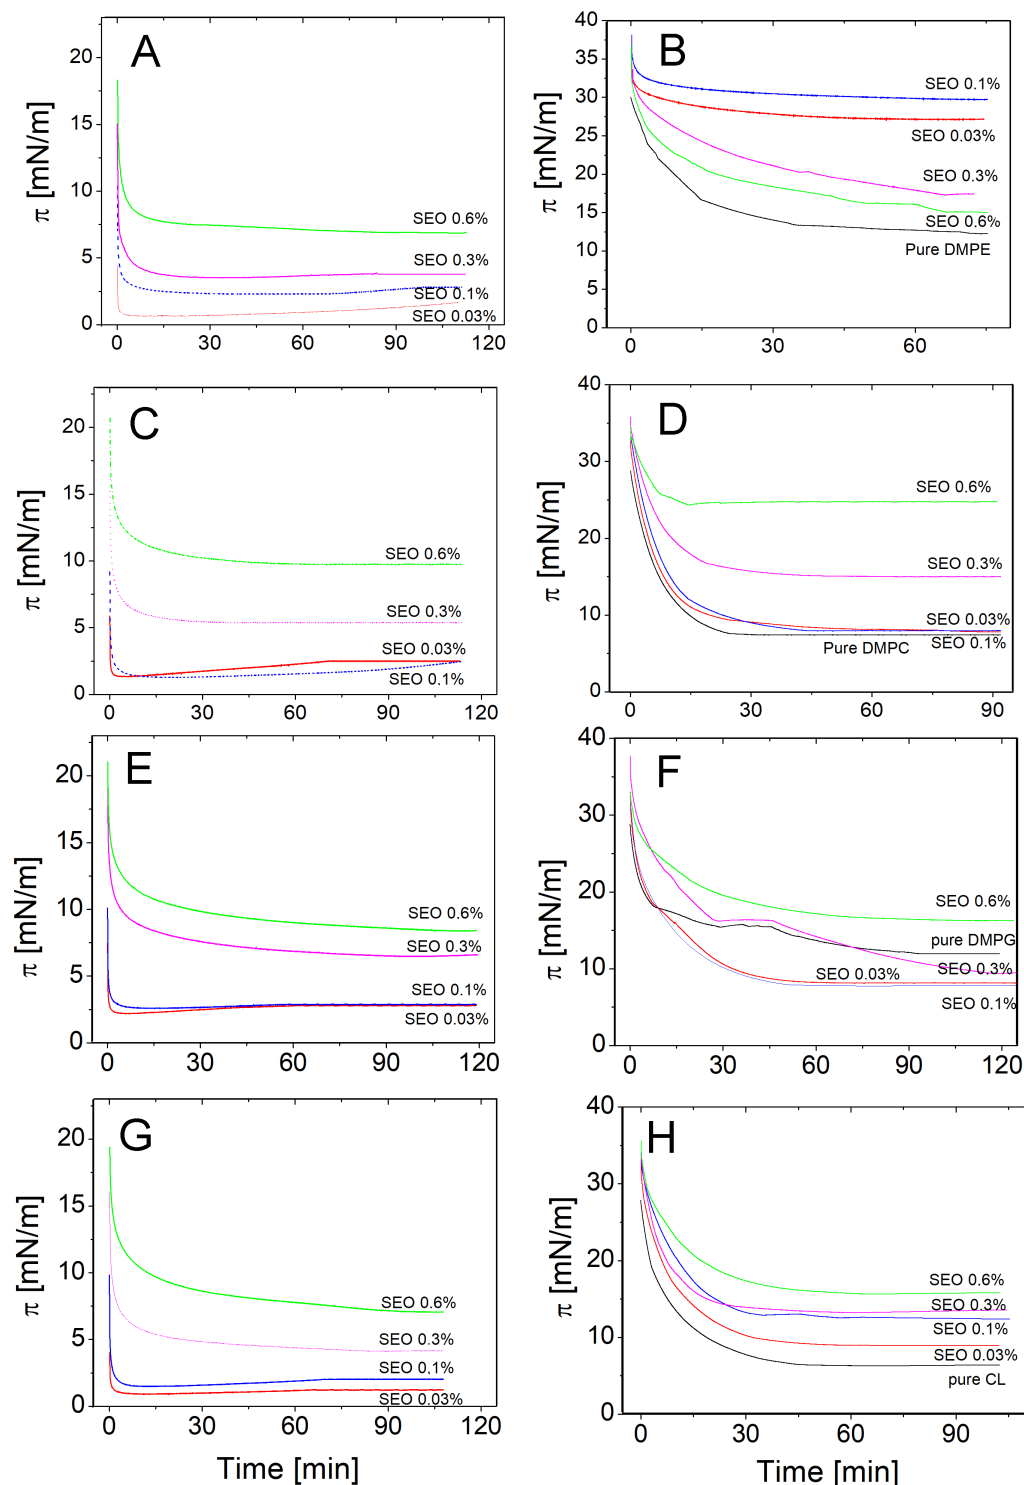 A
π [mN/m]
20
15
10
5
0
SEO 0.6%
SEO 0.3%
SEO 0.1%
SEO 0.03%
0 30 60 90 120
B
π [mN/m]
40
35
30
25
20
15
10
5
0
SEO 0.1%
SEO 0.03%
SEO 0.3%
SEO 0.6%
Pure DMPE
0 30 60
C
π [mN/m]
20
15
10
5
0
SEO 0.6%
SEO 0.3%
SEO 0.03%
SEO 0.1%
0 30 60 90 120
D
π [mN/m]
40
30
20
10
0
SEO 0.6%
SEO 0.3%
SEO 0.03%
Pure DMPC
SEO 0.1%
0 30 60 90
E
π [mN/m]
20
15
10
5
0
SEO 0.6%
SEO 0.3%
SEO 0.1%
SEO 0.03%
0 30 60 90 120
F
π [mN/m]
40
30
20
10
0
SEO 0.6%
pure DMPG
SEO 0.03%
SEO 0.3%
SEO 0.1%
0 30 60 90 120
G
π [mN/m]
20
15
10
5
0
SEO 0.6%
SEO 0.3%
SEO 0.1%
SEO 0.03%
0 30 60 90 120
Time [min]
H
π [mN/m]
40
30
20
10
0
SEO 0.6%
SEO 0.3%
SEO 0.1%
SEO 0.03%
pure CL
0 30 60 90
Time [min]